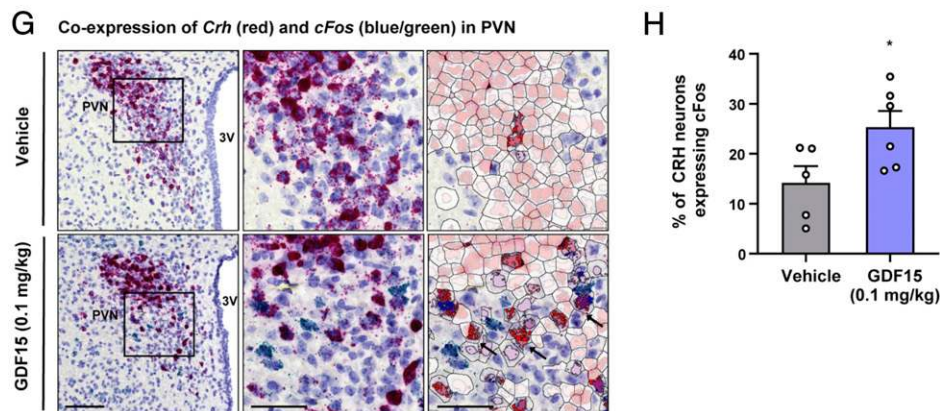 G Co-expression of Crh (red) and cFos (blue/green) in PVN
Vehicle
PVN
3V
GDF15 (0.1 mg/kg)
PVN
3V
H
*
% of CRH neurons
expressing cFos
40
30
20
10
0
Vehicle
GDF15
(0.1 mg/kg)